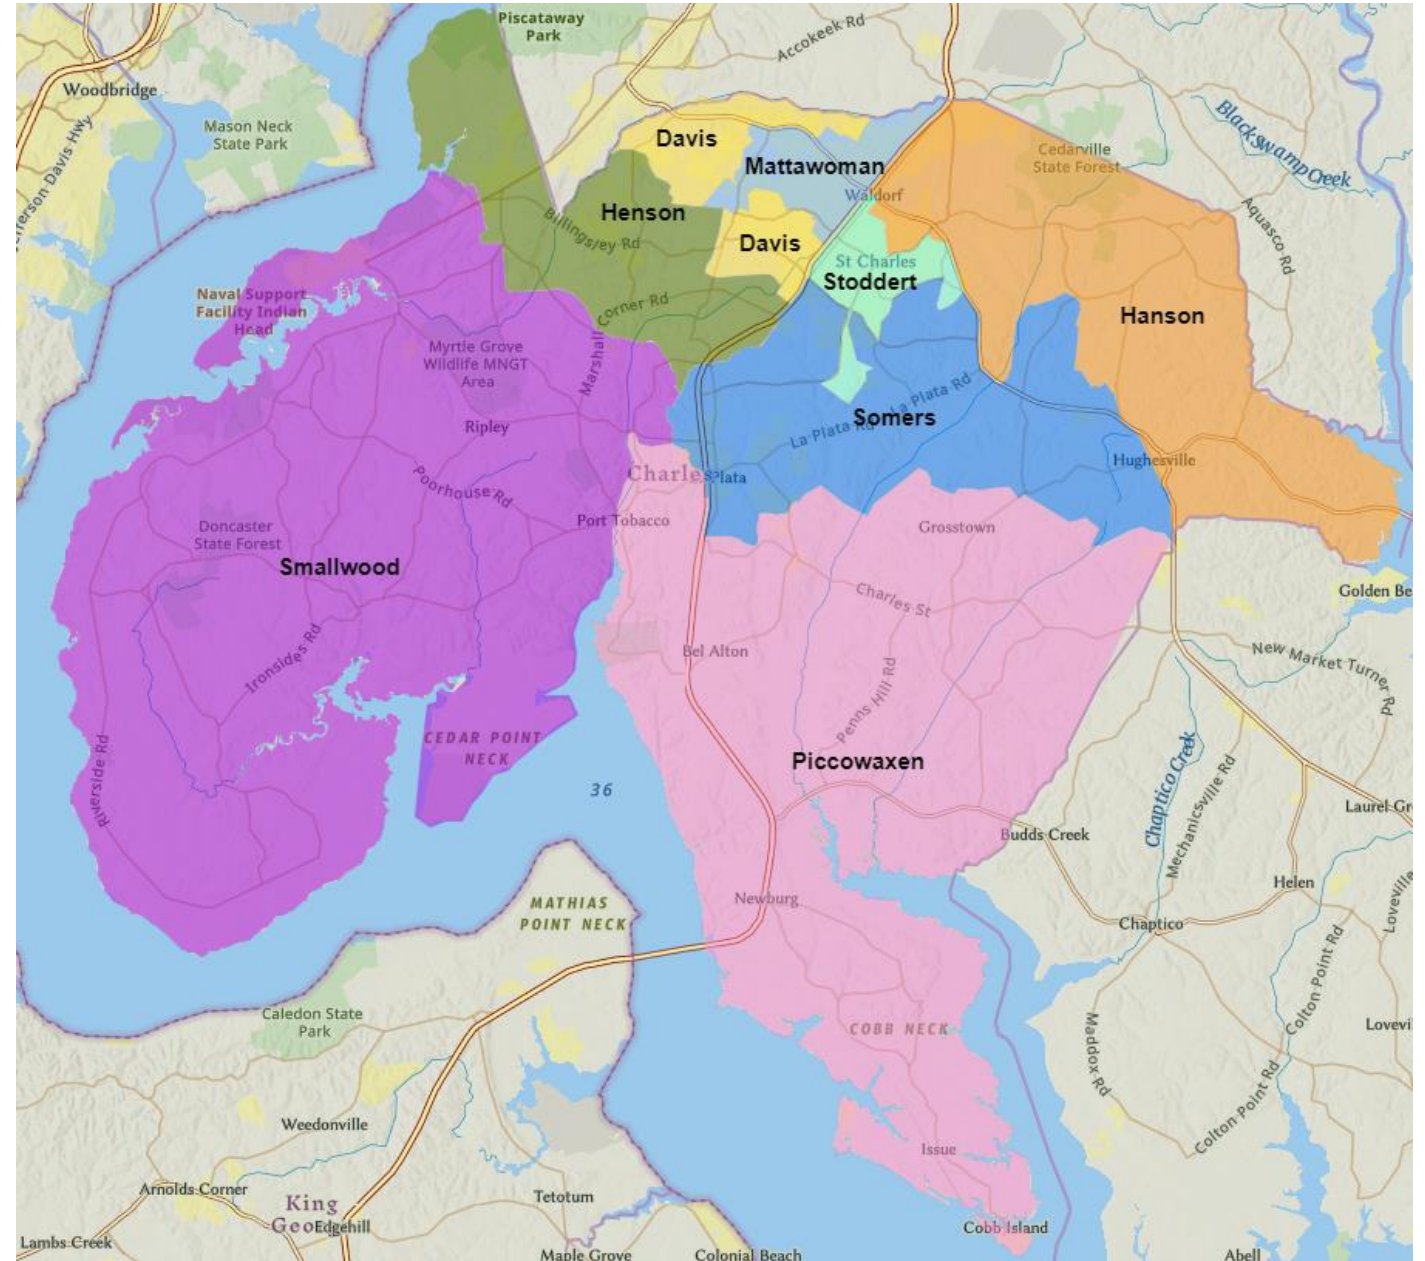 Piscataway
Park
Accokeek Rd
Woodbridge
Mason Neck
State Park
Blackswamp Creek
Davis
Mattawoman
Cedarville
State Forest
Jefferson Davis Hwy
Waldorf
Henson
Billingsley Rd
Davis
Aquasco Rd
St Charles
Stoddert
Naval Support
Facility Indian
Head
Corner Rd
Hanson
Marshall
Myrtle Grove
Wildlife MNGT
Area
La Plata Rd
Somers
La Plata Rd
Ripley
Hughesville
Charles
Plata
Poorhouse Rd
Port Tobacco
Grosstown
Doncaster
State Forest
Smallwood
Golden Be
Charles St
Ironsides Rd
Bel Alton
New Market Turner Rd
Penns Hill Rd
CEDAR POINT
NECK
Riverside Rd
Piccowaxen
36
Chaptico Creek
Mechanicsville Rd
Laurel Gr
Budds Creek
Helen
Loveville
MATHIAS
POINT NECK
Newburg
Chaptico
Caledon State
Park
COBB NECK
Colton Point Rd
Maddox Rd
Lovevi
Weedonville
Colton Point Rd
Issue
Arnolds Corner
Tetotum
King
Geo
Edgehill
Cobb Island
Lambs Creek
Maple Grove
Colonial Beach
Abell